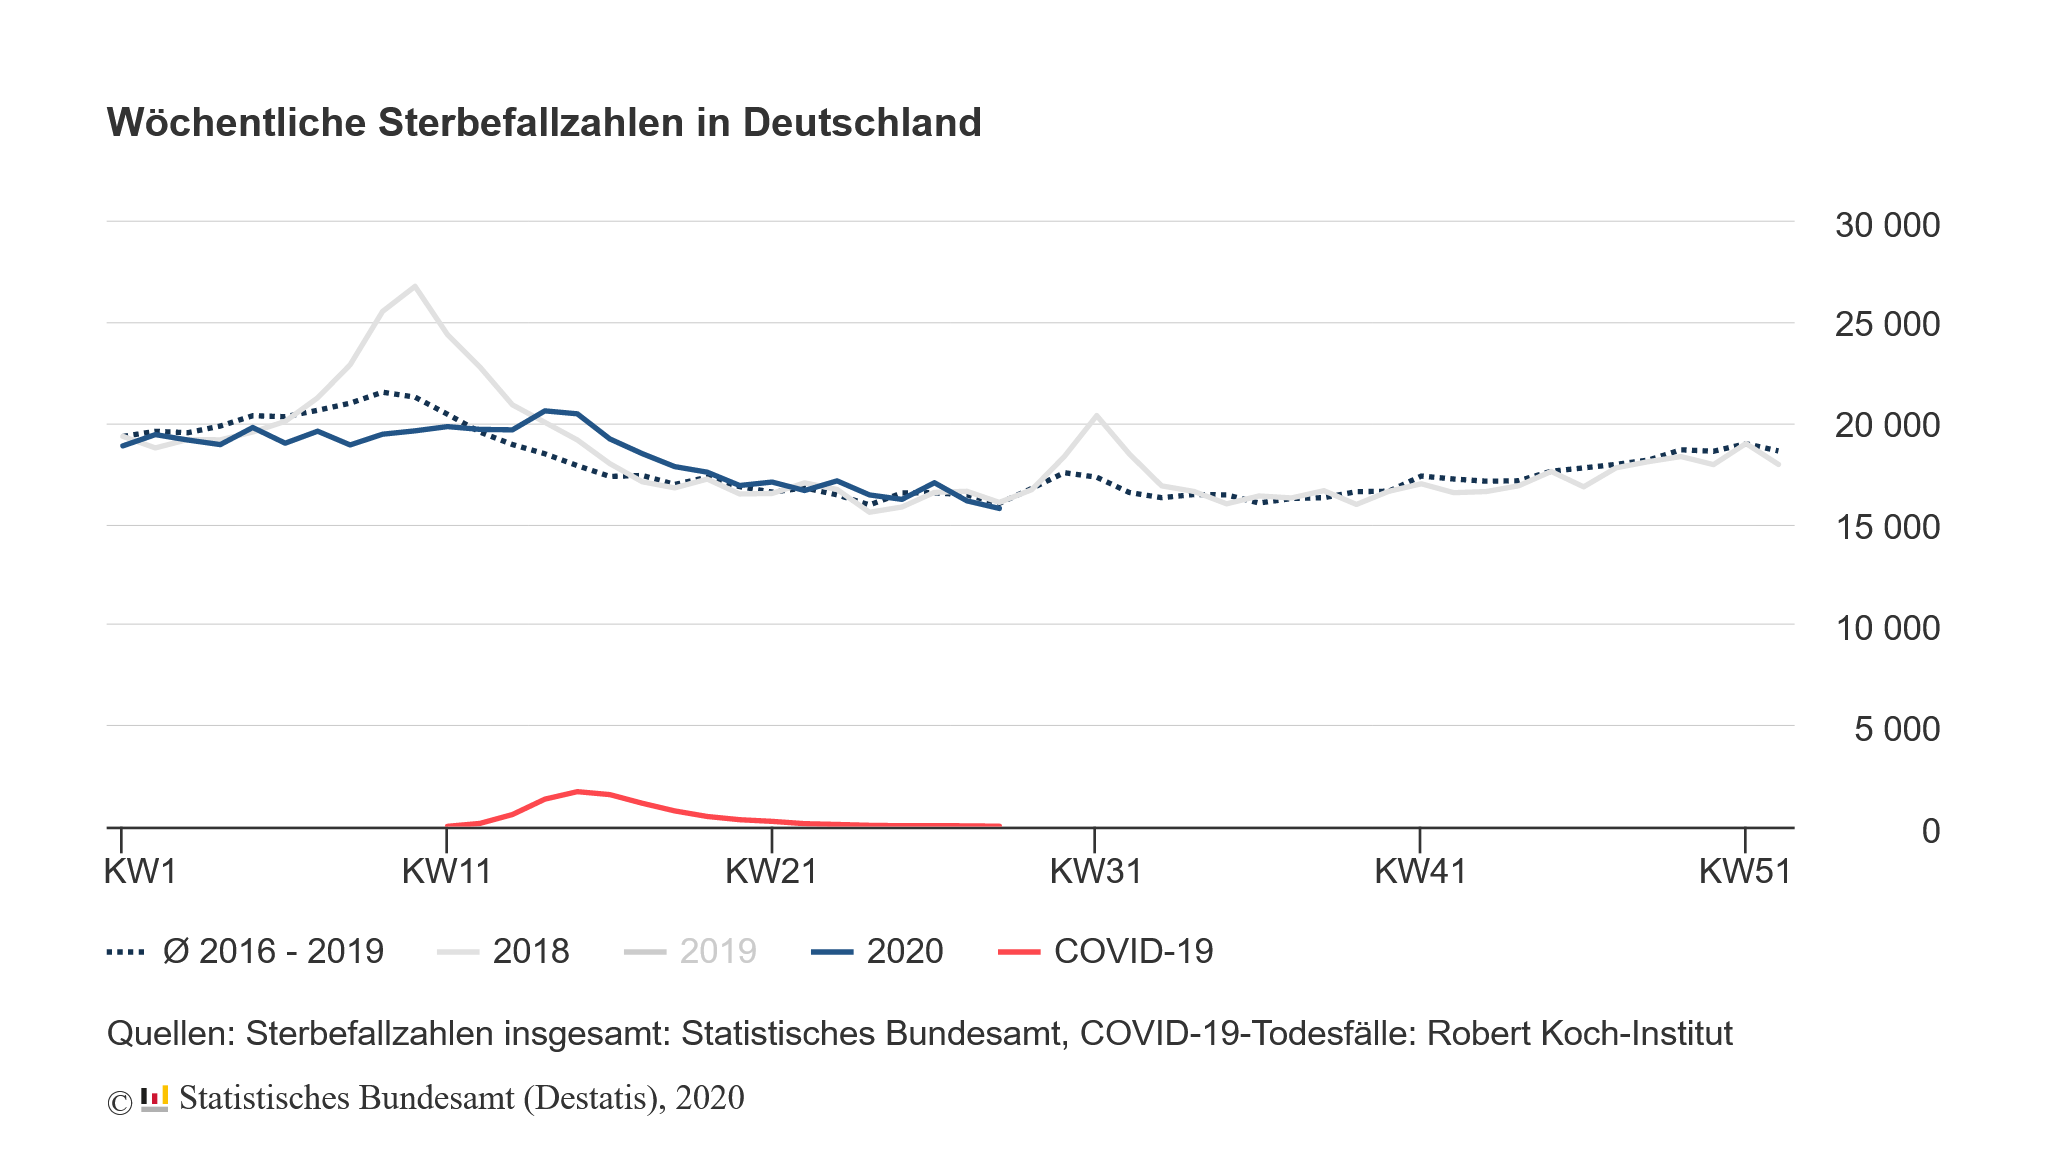 Wöchentliche Sterbefallzahlen in Deutschland
30 000
25 000
20 000
15 000
10 000
5 000
0
KW1 KW11 KW21 KW31 KW41 KW51
Ø 2016 - 2019 2018 2019 2020 COVID-19
Quellen: Sterbefallzahlen insgesamt: Statistisches Bundesamt, COVID-19-Todesfälle: Robert Koch-Institut
© Statistisches Bundesamt (Destatis), 2020